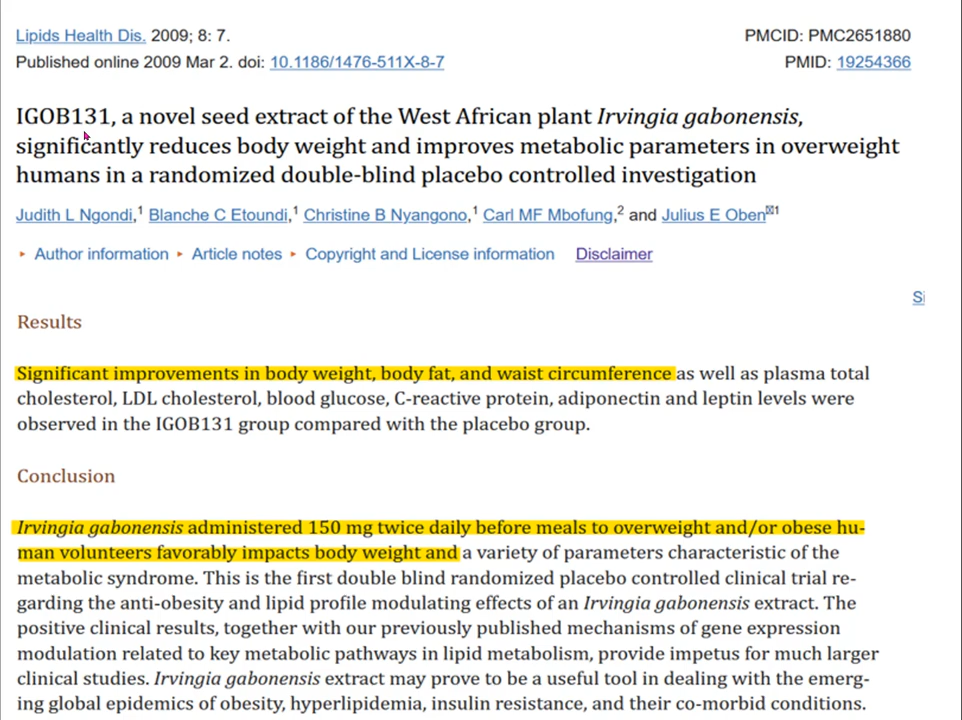 Lipids Health Dis. 2009; 8: 7.
PMCID: PMC2651880
Published online 2009 Mar 2. doi: 10.1186/1476-511X-8-7
PMID: 19254366
IGOB131, a novel seed extract of the West African plant Irvingia gabonensis,
significantly reduces body weight and improves metabolic parameters in overweight
humans in a randomized double-blind placebo controlled investigation
Judith L Ngondi,1 Blanche C Etoundi,1 Christine B Nyangono,1 Carl MF Mbofung,2 and Julius E Oben✉1
▸ Author information ▸ Article notes ▸ Copyright and License information Disclaimer
Si
Results
Significant improvements in body weight, body fat, and waist circumference as well as plasma total
cholesterol, LDL cholesterol, blood glucose, C-reactive protein, adiponectin and leptin levels were
observed in the IGOB131 group compared with the placebo group.
Conclusion
Irvingia gabonensis administered 150 mg twice daily before meals to overweight and/or obese hu-
man volunteers favorably impacts body weight and a variety of parameters characteristic of the
metabolic syndrome. This is the first double blind randomized placebo controlled clinical trial re-
garding the anti-obesity and lipid profile modulating effects of an Irvingia gabonensis extract. The
positive clinical results, together with our previously published mechanisms of gene expression
modulation related to key metabolic pathways in lipid metabolism, provide impetus for much larger
clinical studies. Irvingia gabonensis extract may prove to be a useful tool in dealing with the emerg-
ing global epidemics of obesity, hyperlipidemia, insulin resistance, and their co-morbid conditions.